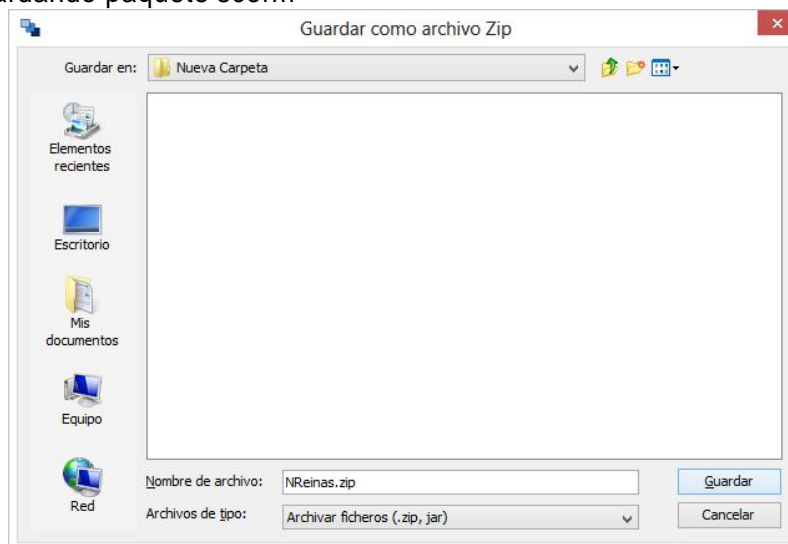 Guardar como archivo Zip
Guardar en: Nueva Carpeta
Elementos
recientes
Escritorio
Mis
documentos
Equipo
Red
Nombre de archivo: NReinas.zip Guardar
Archivos de tipo: Archivar ficheros (.zip, jar) Cancelar